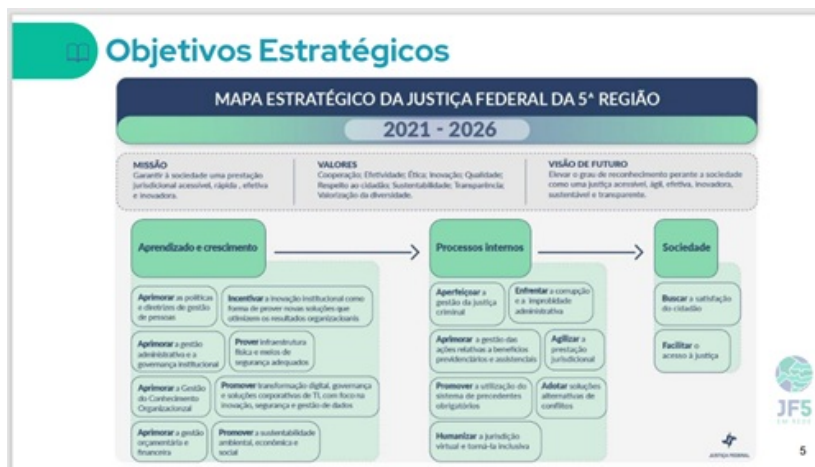 Objetivos Estratégicos
MAPA ESTRATÉGICO DA JUSTIÇA FEDERAL DA 5ª REGIÃO
2021 - 2026
MISSÃO
Garantir à sociedade uma prestação
jurisdicional acessível, rápida , efetiva
e inovadora.
VALORES
Cooperação; Efetividade; Ética; Inovação; Qualidade;
Respeito ao cidadão; Sustentabilidade; Transparência;
Valorização da diversidade.
VISÃO DE FUTURO
Elevar o grau de reconhecimento perante a sociedade
como uma justiça acessível, ágil, efetiva, inovadora,
sustentável e transparente.
Aprendizado e crescimento
Aprimorar as políticas
e diretrizes de gestão
de pessoas
Incentivar a inovação institucional como
forma de prover novas soluções que
otimizem os resultados organizacionais
Aprimorar a gestão
administrativa e a
governança institucional
Prover infraestrutura
física e meios de
segurança adequados
Aprimorar a Gestão
do Conhecimento
Organizacional
Promover transformação digital, governança
e soluções corporativas de TI, com foco na
inovação, segurança e gestão de dados
Aprimorar a gestão
orçamentária e
financeira
Promover a sustentabilidade
ambiental, econômica e
social
Processos internos
Aperfeiçoar a
gestão da justiça
criminal
Enfrentar a corrupção
e a improbidade
administrativa
Aprimorar a gestão das
ações relativas a benefícios
previdenciários e assistenciais
Agilizar a
prestação
jurisdicional
Promover a utilização do
sistema de precedentes
obrigatórios
Adotar soluções
alternativas de
conflitos
Humanizar a jurisdição
virtual e torná-la inclusiva
Sociedade
Buscar a satisfação
do cidadão
Facilitar o
acesso à justiça
JUSTIÇA FEDERAL
JF5
EM REDE
5